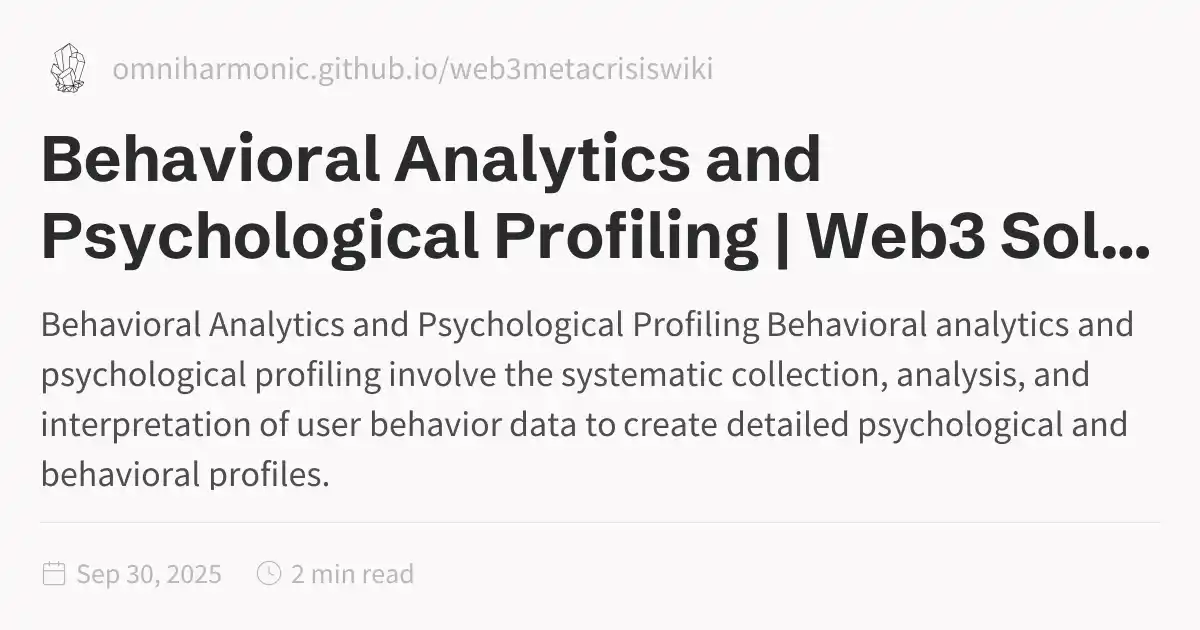 omniharmonic.github.io/web3metacrisiswiki
Behavioral Analytics and
Psychological Profiling | Web3 Sol...
Behavioral Analytics and Psychological Profiling Behavioral analytics and
psychological profiling involve the systematic collection, analysis, and
interpretation of user behavior data to create detailed psychological and
behavioral profiles.
Sep 30, 2025 2 min read